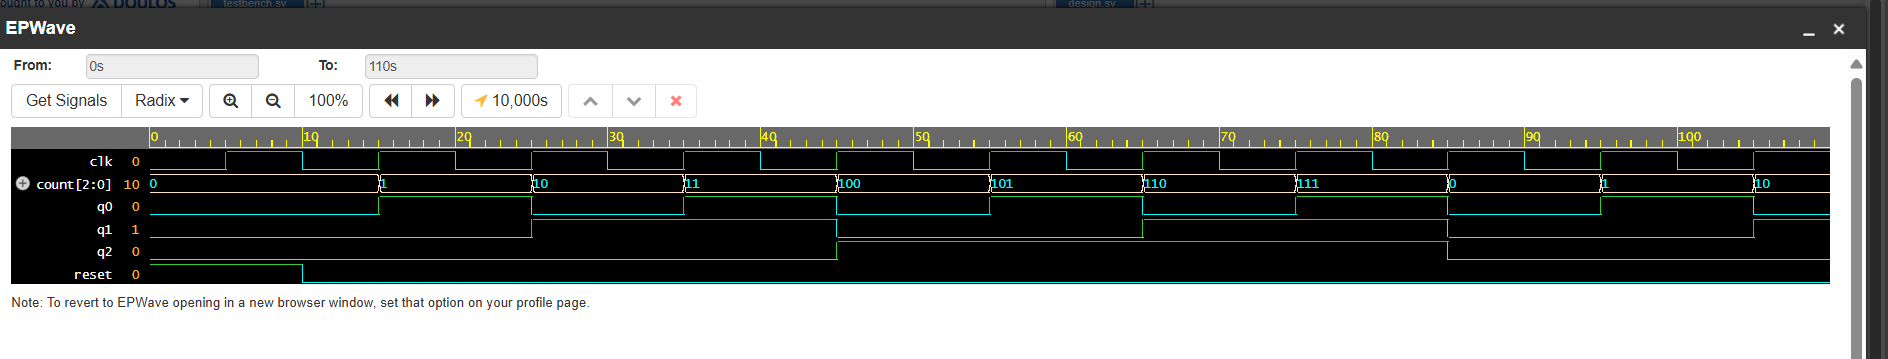 ought to you by DOULOS testbench.sv design.sv
EPWave
From: 0s To: 110s
Get Signals Radix 100% 10,000s
0 10 20 30 40 50 60 70 80 90 100
clk 0
count[2:0] 10 0 1 10 11 100 101 110 111 0 1 10
q0 0
q1 1
q2 0
reset 0
Note: To revert to EPWave opening in a new browser window, set that option on your profile page.